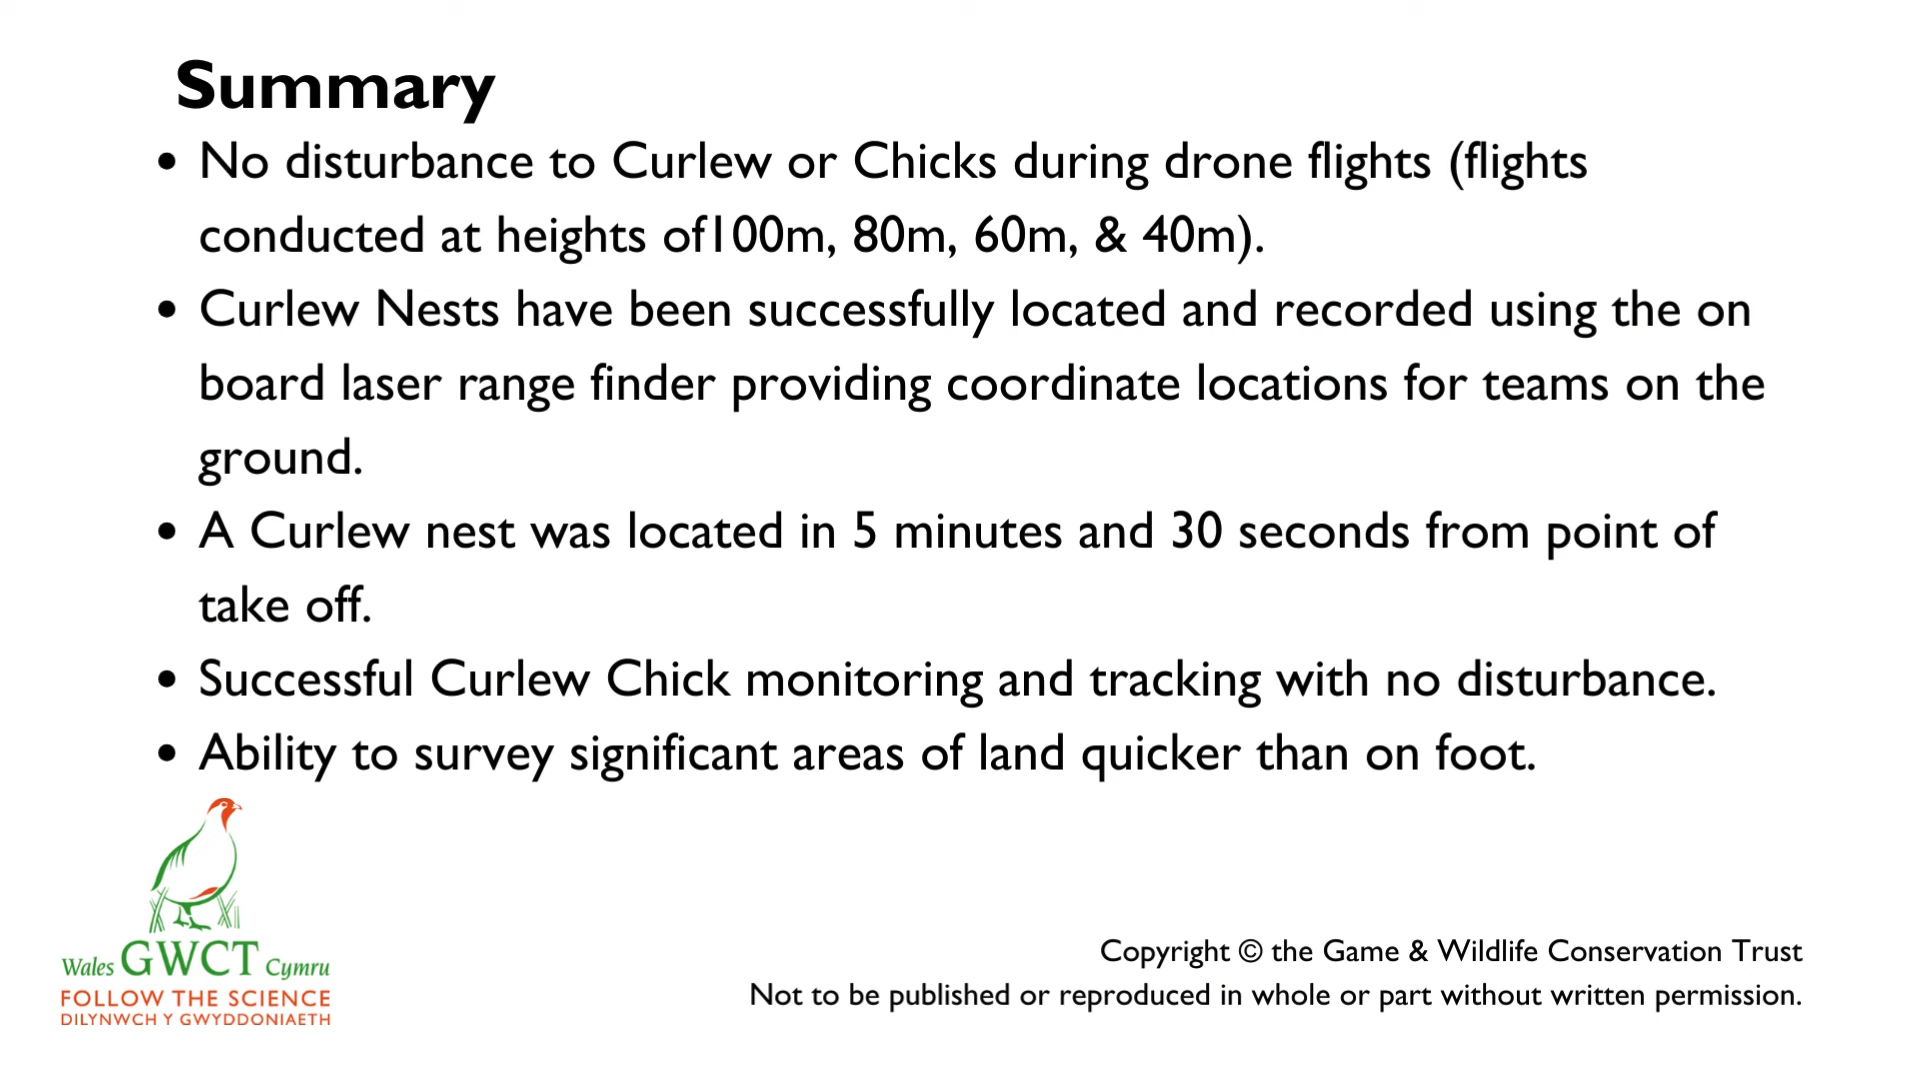 Summary
• No disturbance to Curlew or Chicks during drone flights (flights
conducted at heights of100m, 80m, 60m, & 40m).
• Curlew Nests have been successfully located and recorded using the on
board laser range finder providing coordinate locations for teams on the
ground.
• A Curlew nest was located in 5 minutes and 30 seconds from point of
take off.
• Successful Curlew Chick monitoring and tracking with no disturbance.
• Ability to survey significant areas of land quicker than on foot.
Wales GWCT Cymru
FOLLOW THE SCIENCE
DILYNWCH Y GWYDDONIAETH
Copyright © the Game & Wildlife Conservation Trust
Not to be published or reproduced in whole or part without written permission.